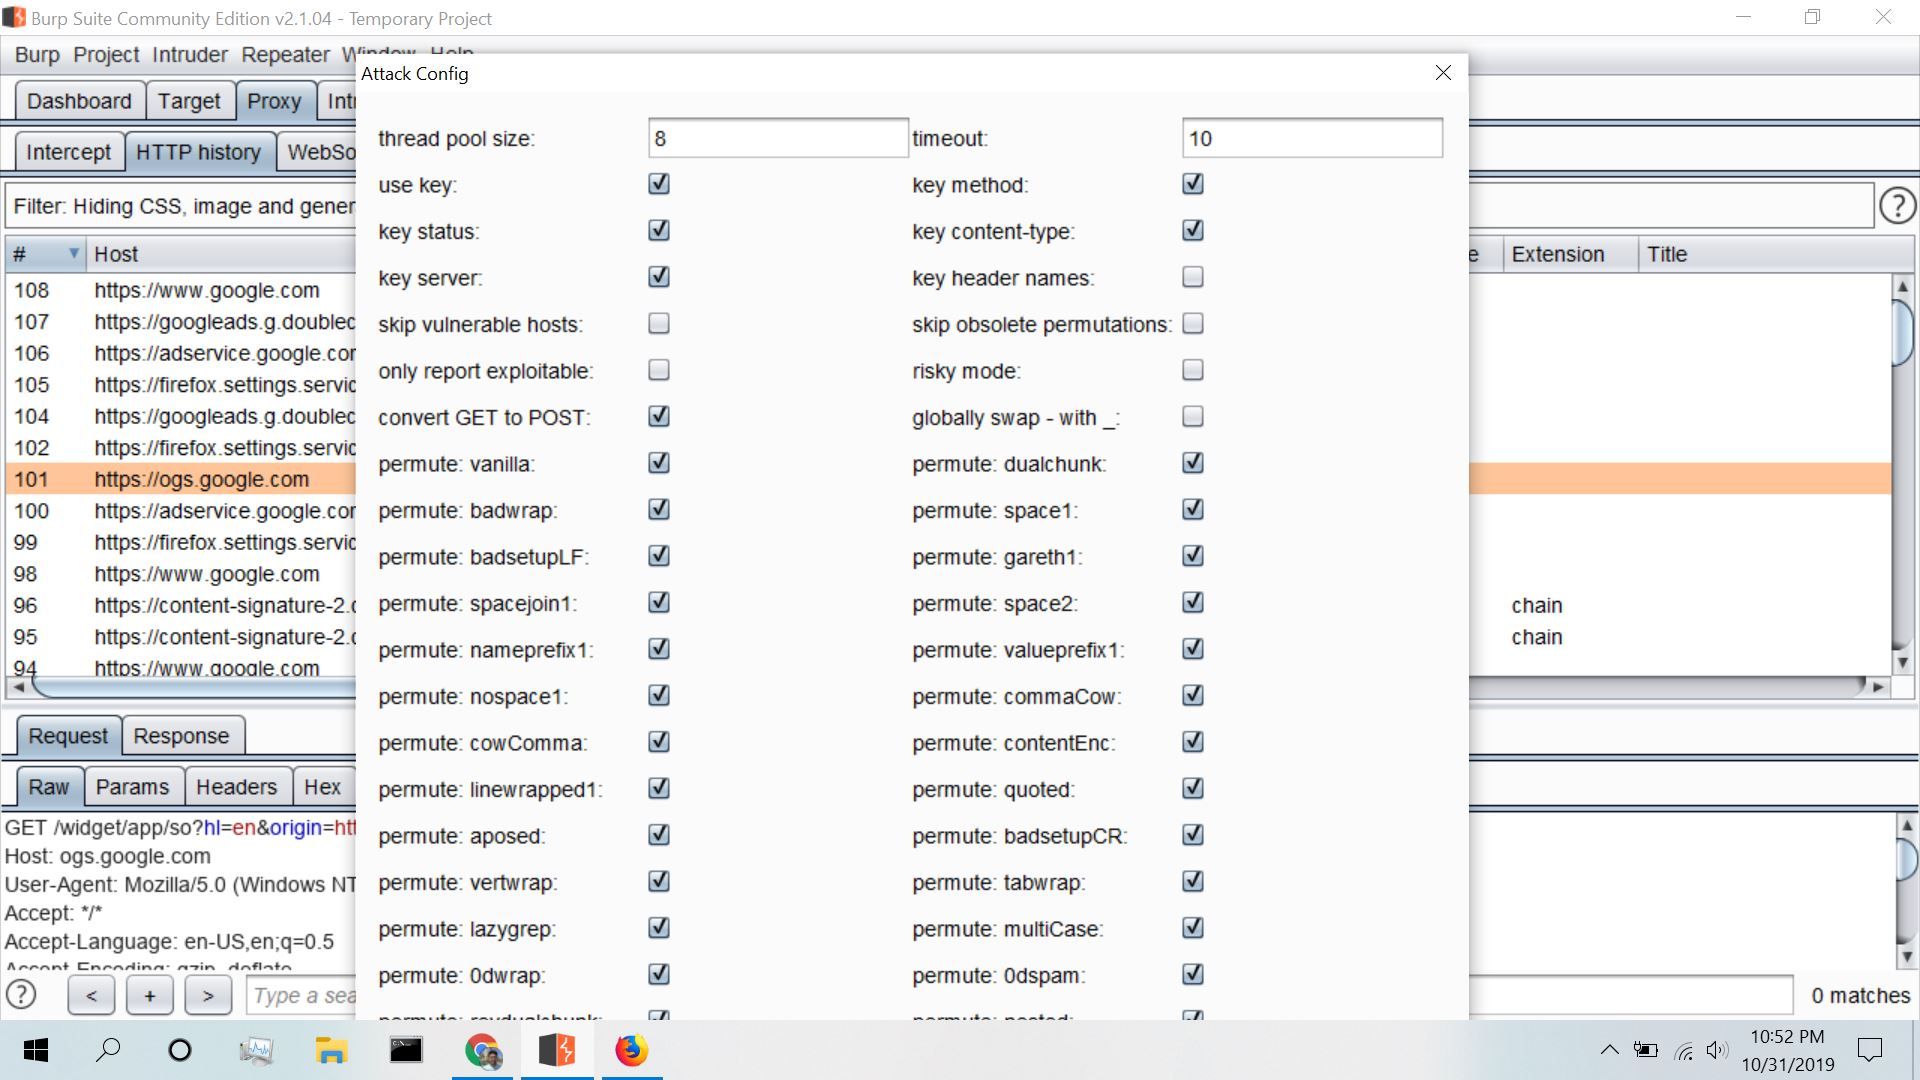 Burp Suite Community Edition v2.1.04 - Temporary Project
Burp Project Intruder Repeater Window Help
Attack Config
Dashboard Target Proxy Int
Intercept HTTP history WebSo
Filter: Hiding CSS, image and gener
?
# Host
e Extension Title
108 https://www.google.com
107 https://googleads.g.doublec
106 https://adservice.google.cor
105 https://firefox.settings.servic
104 https://googleads.g.doublec
102 https://firefox.settings.servic
101 https://ogs.google.com
100 https://adservice.google.cor
99 https://firefox.settings.servic
98 https://www.google.com
96 https://content-signature-2.c chain
95 https://content-signature-2.c chain
94 https://www.google.com
Request Response
Raw Params Headers Hex
GET /widget/app/so?hl=en&origin=htt
Host: ogs.google.com
User-Agent: Mozilla/5.0 (Windows NT
Accept: */*
Accept-Language: en-US,en;q=0.5
Accept-Encoding: gzip, deflate
? < + > Type a sea
0 matches
thread pool size: 8 timeout: 10
use key: key method:
key status: key content-type:
key server: key header names:
skip vulnerable hosts: skip obsolete permutations:
only report exploitable: risky mode:
convert GET to POST: globally swap - with _:
permute: vanilla: permute: dualchunk:
permute: badwrap: permute: space1:
permute: badsetupLF: permute: gareth1:
permute: spacejoin1: permute: space2:
permute: nameprefix1: permute: valueprefix1:
permute: nospace1: permute: commaCow:
permute: cowComma: permute: contentEnc:
permute: linewrapped1: permute: quoted:
permute: aposed: permute: badsetupCR:
permute: vertwrap: permute: tabwrap:
permute: lazygrep: permute: multiCase:
permute: 0dwrap: permute: 0dspam:
permute: revdualchunk: permute: nested:
10:52 PM
10/31/2019